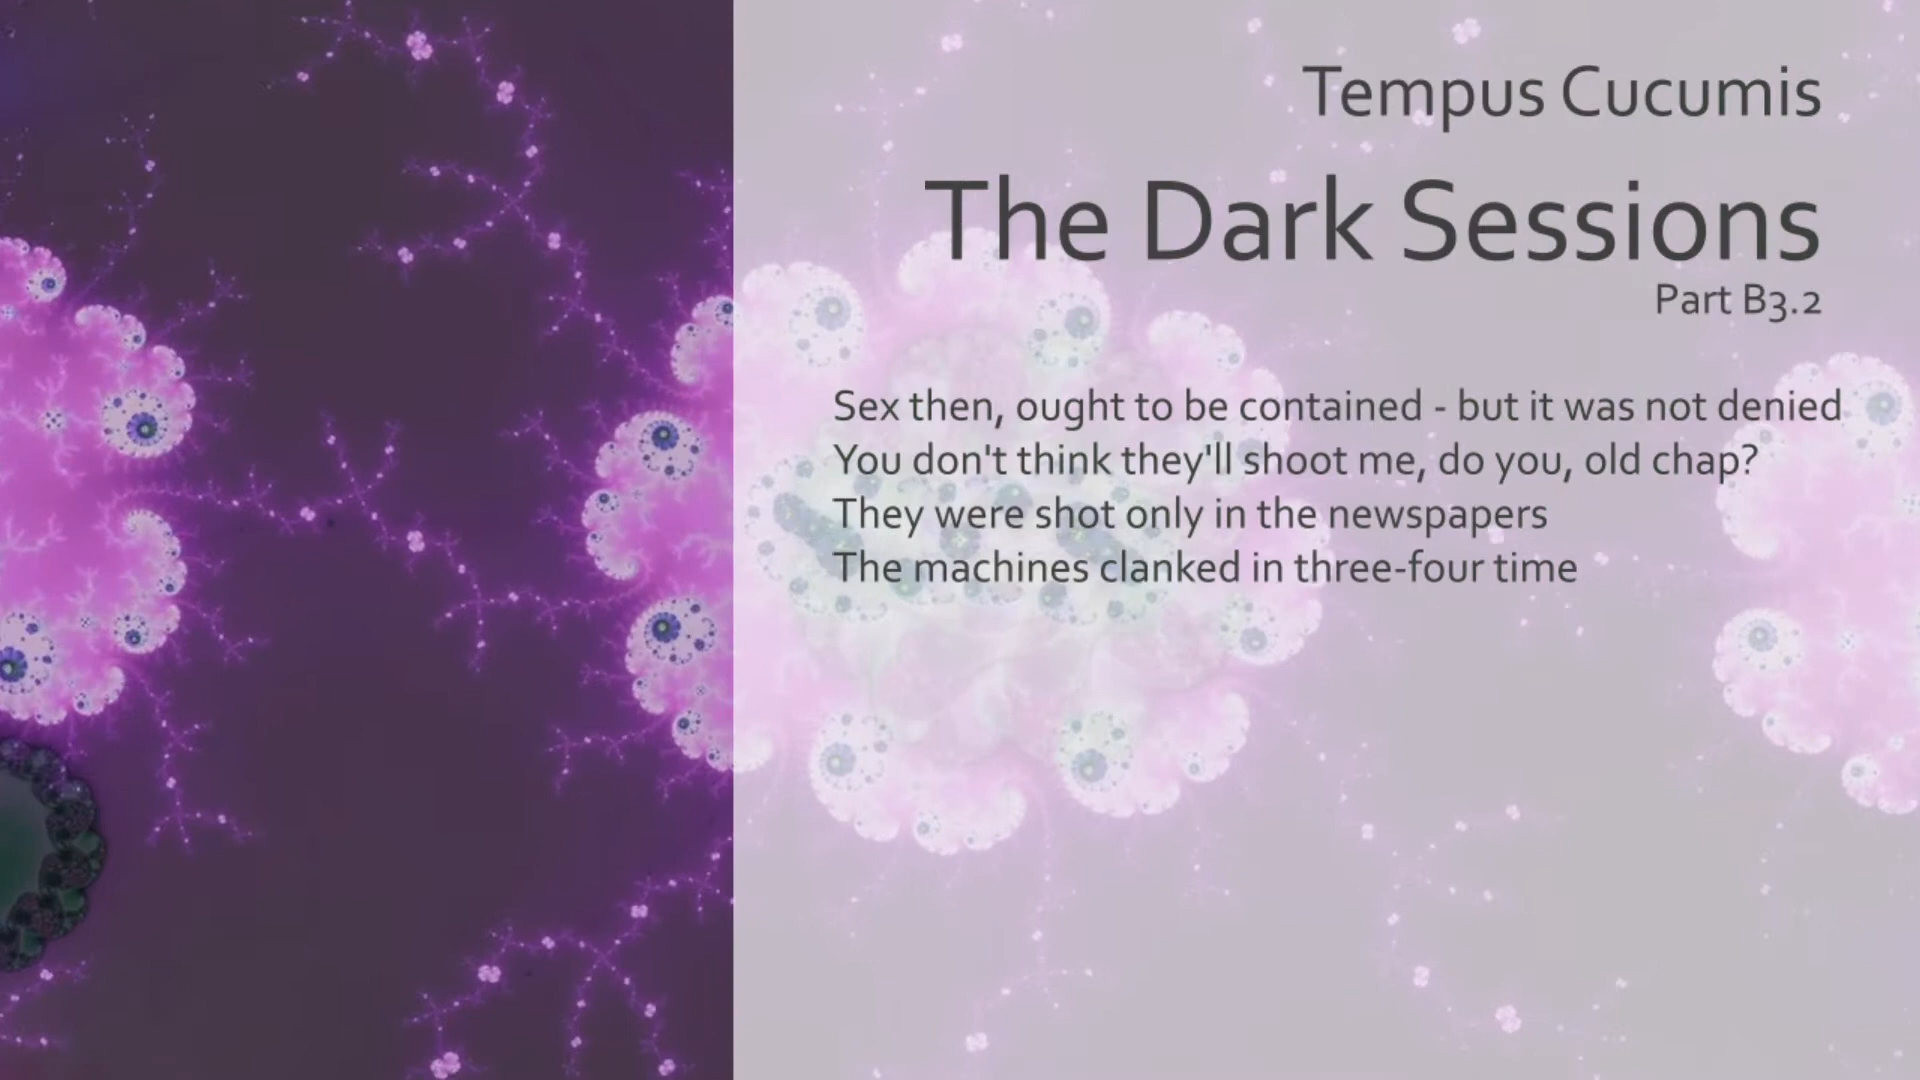 Tempus Cucumis
The Dark Sessions
Part B3.2
Sex then, ought to be contained - but it was not denied
You don't think they'll shoot me, do you, old chap?
They were shot only in the newspapers
The machines clanked in three-four time